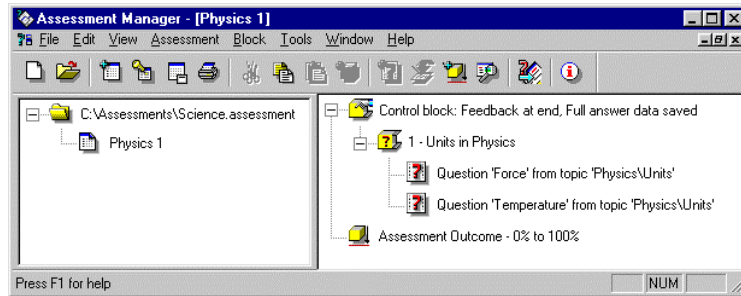 Assessment Manager - [Physics 1]
File Edit View Assessment Block Tools Window Help
C:\Assessments\Science.assessment
Physics 1
Control block: Feedback at end, Full answer data saved
1 - Units in Physics
Question 'Force' from topic 'Physics\Units'
Question 'Temperature' from topic 'Physics\Units'
Assessment Outcome - 0% to 100%
Press F1 for help
NUM